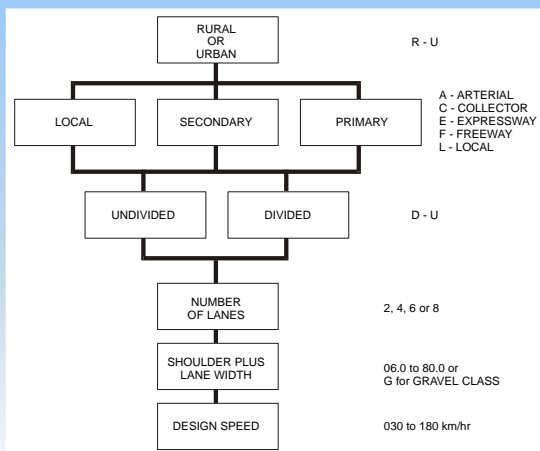 RURAL
OR
URBAN
R - U
LOCAL
SECONDARY
PRIMARY
A - ARTERIAL
C - COLLECTOR
E - EXPRESSWAY
F - FREEWAY
L - LOCAL
UNDIVIDED
DIVIDED
D - U
NUMBER
OF LANES
2, 4, 6 or 8
SHOULDER PLUS
LANE WIDTH
06.0 to 80.0 or
G for GRAVEL CLASS
DESIGN SPEED
030 to 180 km/hr